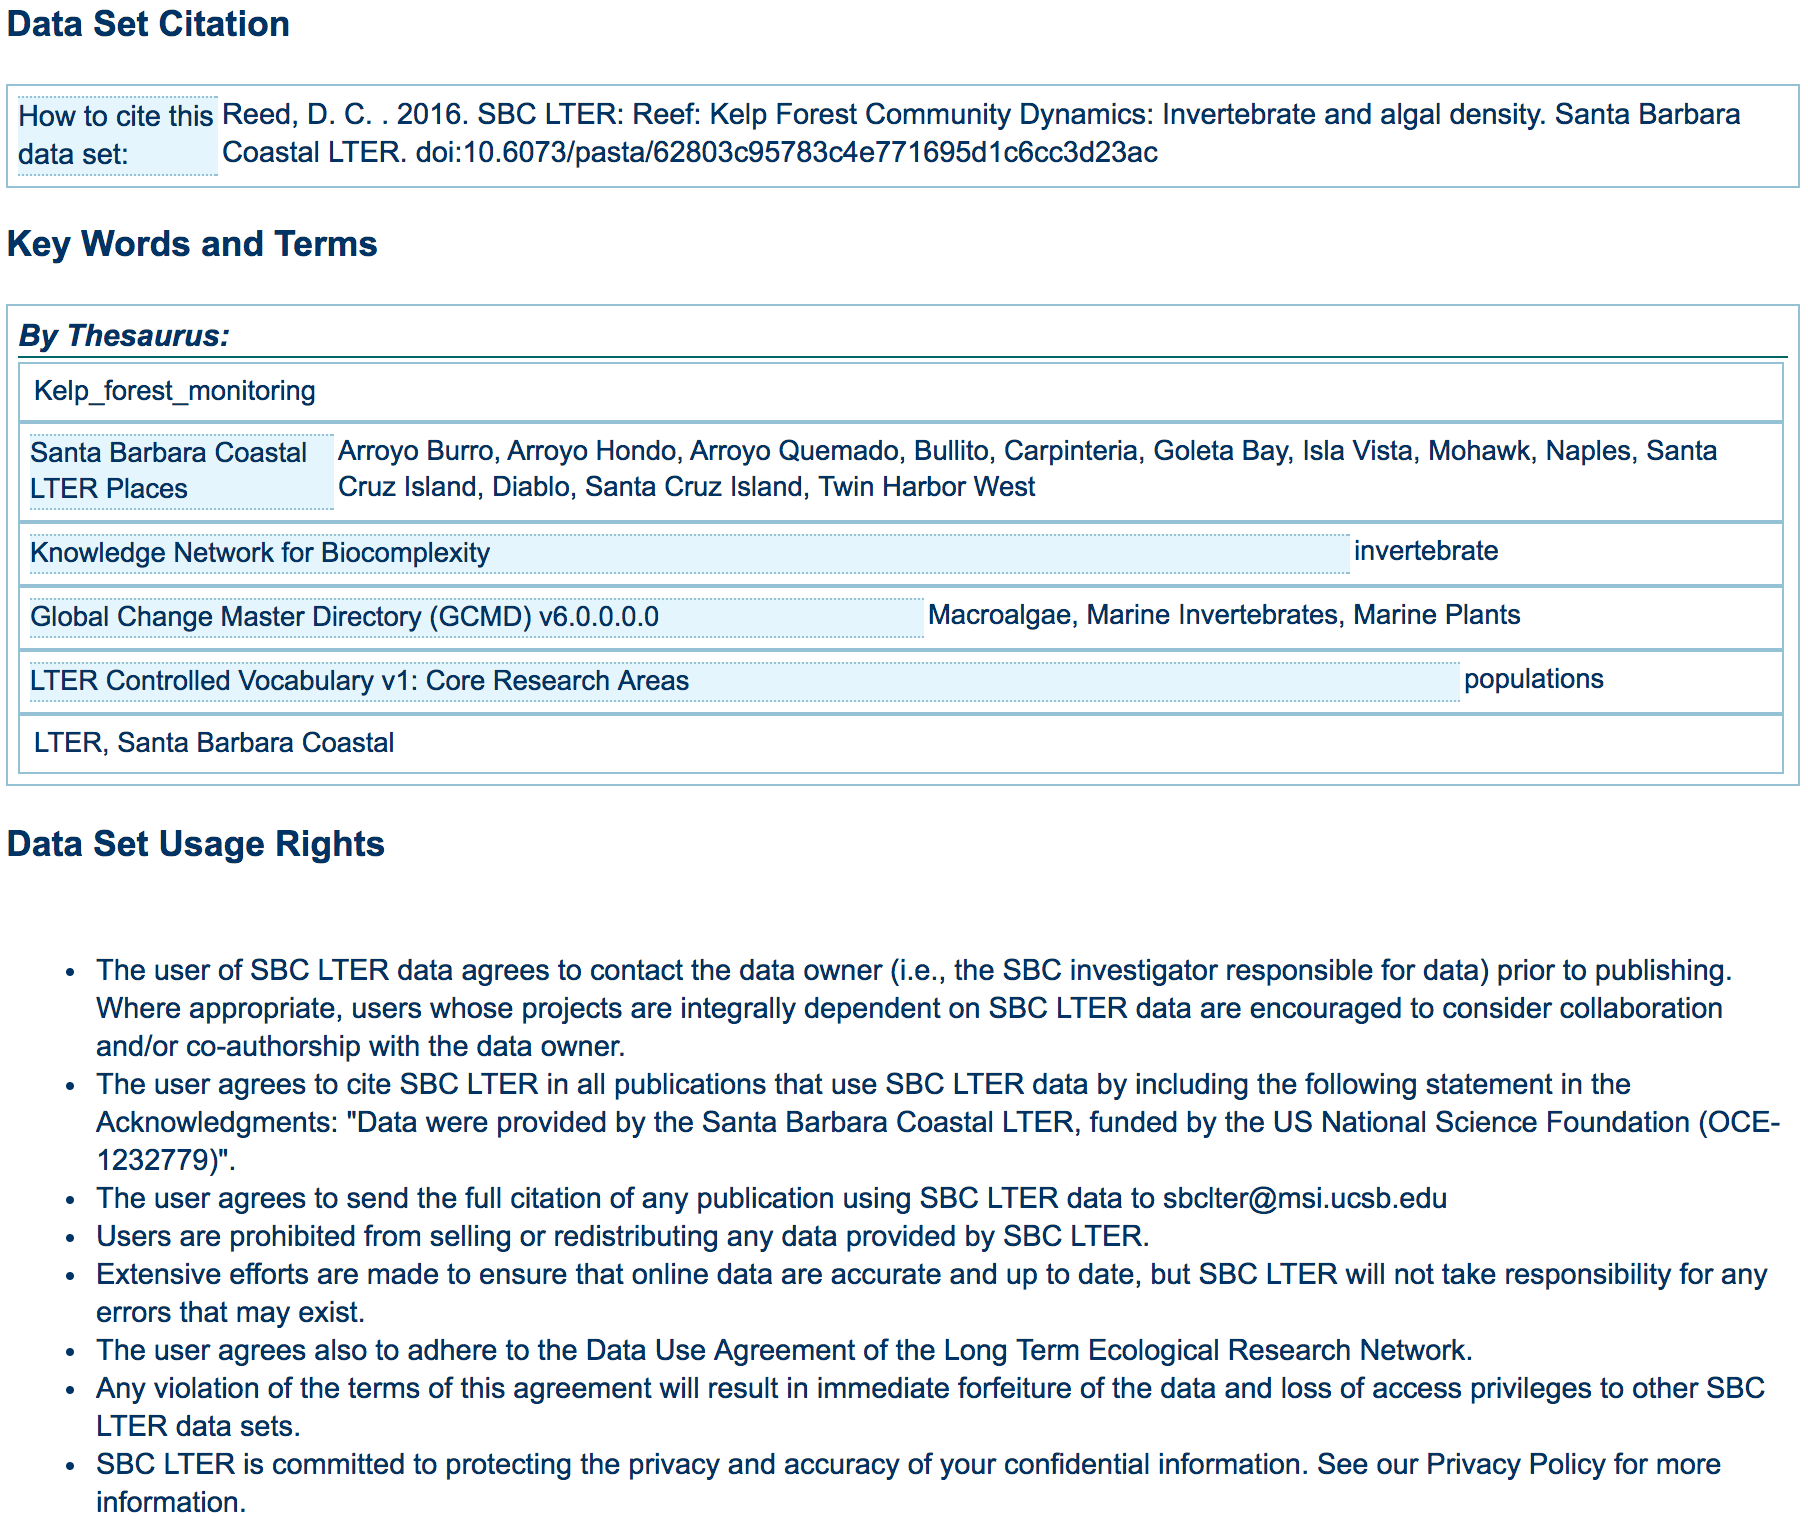 Data Set Citation
How to cite this data set:
Reed, D. C. . 2016. SBC LTER: Reef: Kelp Forest Community Dynamics: Invertebrate and algal density. Santa Barbara
Coastal LTER. doi:10.6073/pasta/62803c95783c4e771695d1c6cc3d23ac
Key Words and Terms
By Thesaurus:
Kelp_forest_monitoring
Santa Barbara Coastal
LTER Places
Arroyo Burro, Arroyo Hondo, Arroyo Quemado, Bullito, Carpinteria, Goleta Bay, Isla Vista, Mohawk, Naples, Santa
Cruz Island, Diablo, Santa Cruz Island, Twin Harbor West
Knowledge Network for Biocomplexity invertebrate
Global Change Master Directory (GCMD) v6.0.0.0.0 Macroalgae, Marine Invertebrates, Marine Plants
LTER Controlled Vocabulary v1: Core Research Areas populations
LTER, Santa Barbara Coastal
Data Set Usage Rights
• The user of SBC LTER data agrees to contact the data owner (i.e., the SBC investigator responsible for data) prior to publishing.
Where appropriate, users whose projects are integrally dependent on SBC LTER data are encouraged to consider collaboration
and/or co-authorship with the data owner.
• The user agrees to cite SBC LTER in all publications that use SBC LTER data by including the following statement in the
Acknowledgments: "Data were provided by the Santa Barbara Coastal LTER, funded by the US National Science Foundation (OCE-
1232779)".
• The user agrees to send the full citation of any publication using SBC LTER data to sbclter@msi.ucsb.edu
• Users are prohibited from selling or redistributing any data provided by SBC LTER.
• Extensive efforts are made to ensure that online data are accurate and up to date, but SBC LTER will not take responsibility for any
errors that may exist.
• The user agrees also to adhere to the Data Use Agreement of the Long Term Ecological Research Network.
• Any violation of the terms of this agreement will result in immediate forfeiture of the data and loss of access privileges to other SBC
LTER data sets.
• SBC LTER is committed to protecting the privacy and accuracy of your confidential information. See our Privacy Policy for more
information.